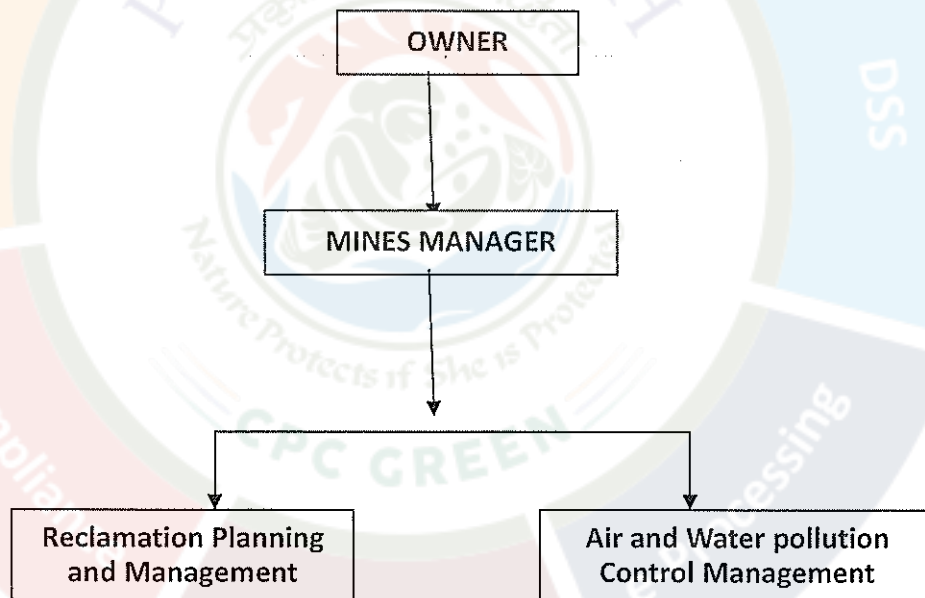 OWNER
DSS
MINES MANAGER
Nature Protects if She is Protected
CPC GREEN
Reclamation Planning
and Management
Air and Water pollution
Control Management